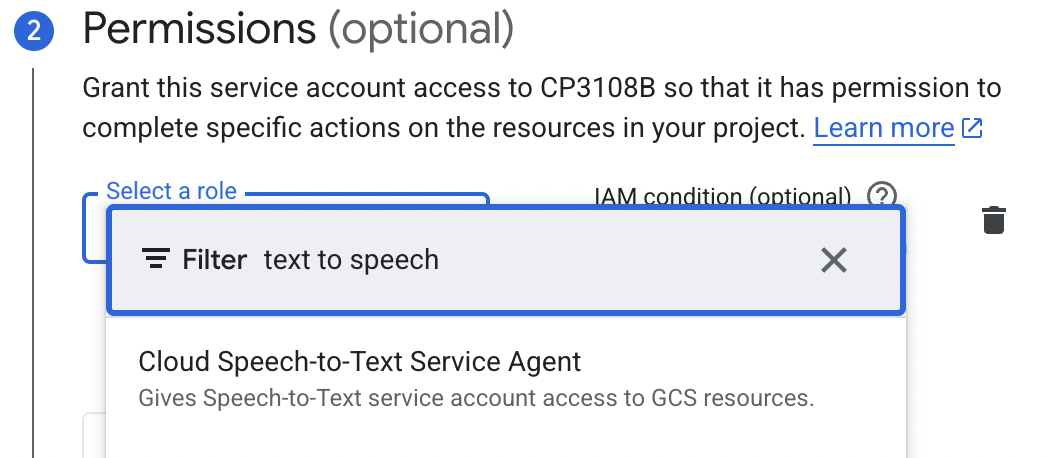 2 Permissions (optional)
Grant this service account access to CP3108B so that it has permission to
complete specific actions on the resources in your project. Learn more
Select a role
IAM condition (optional)
Filter text to speech
Cloud Speech-to-Text Service Agent
Gives Speech-to-Text service account access to GCS resources.